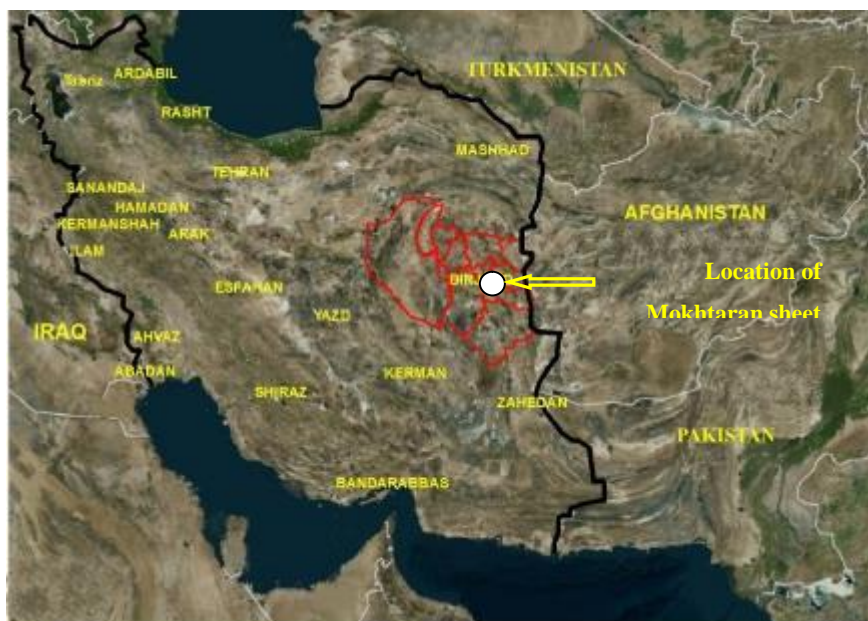 TURKMENISTAN
ARDABIL
RASHT
MASHHAD
TEHRAN
SANANDAJ
HAMADAN
KERMANSHAH
ARAK
AFGHANISTAN
Location of
Mokhtaran sheet
ESFAHAN
YAZD
IRAQ
AHVAZ
ABADAN
KERMAN
SHIRAZ
ZAHEDAN
PAKISTAN
BANDARABBAS